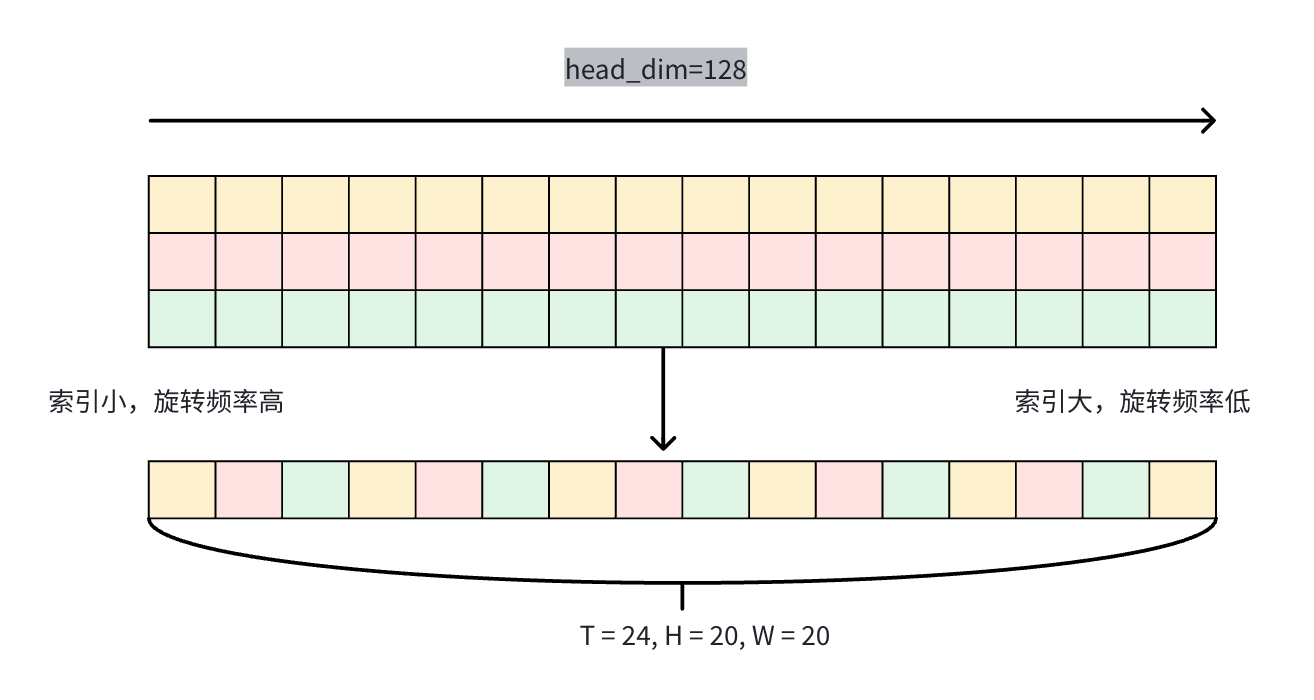 head_dim=128
索引小，旋转频率高
索引大，旋转频率低
T = 24, H = 20, W = 20